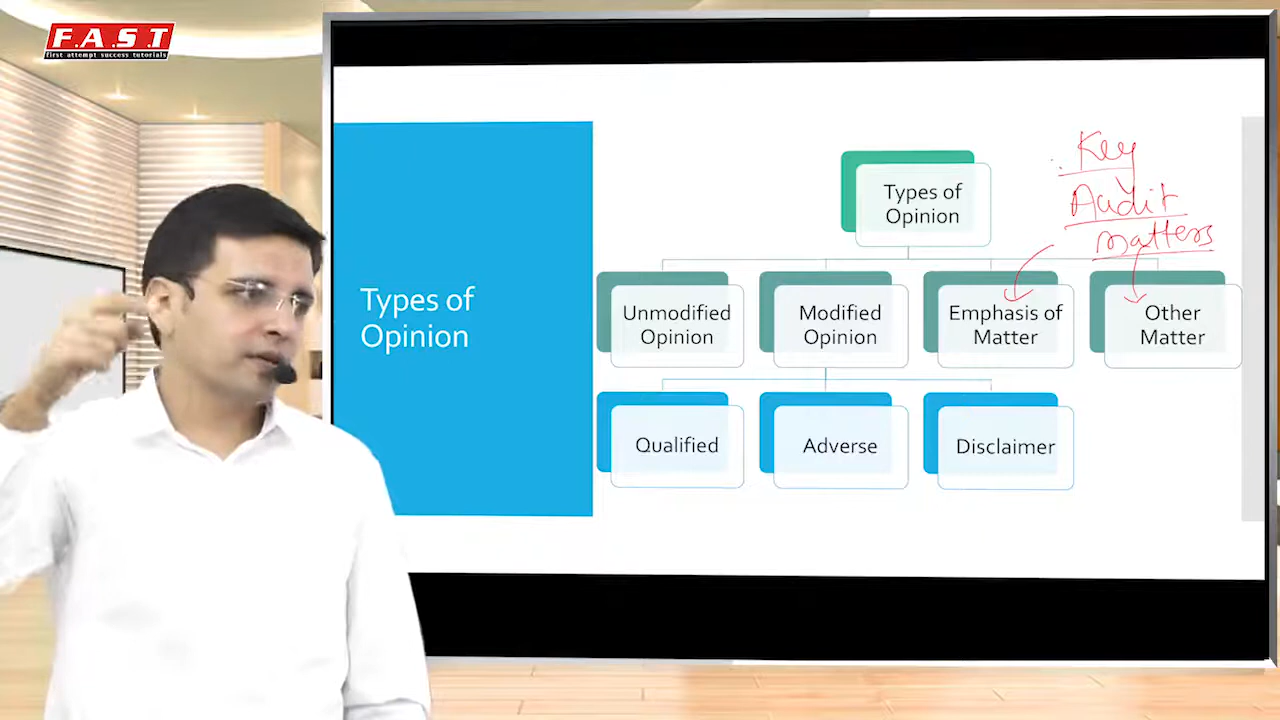 F.A.S.T
first attempt success tutorials
Types of
Opinion
Types of
Opinion
Key
Audit
matters
Unmodified
Opinion
Modified
Opinion
Emphasis of
Matter
Other
Matter
Qualified
Adverse
Disclaimer